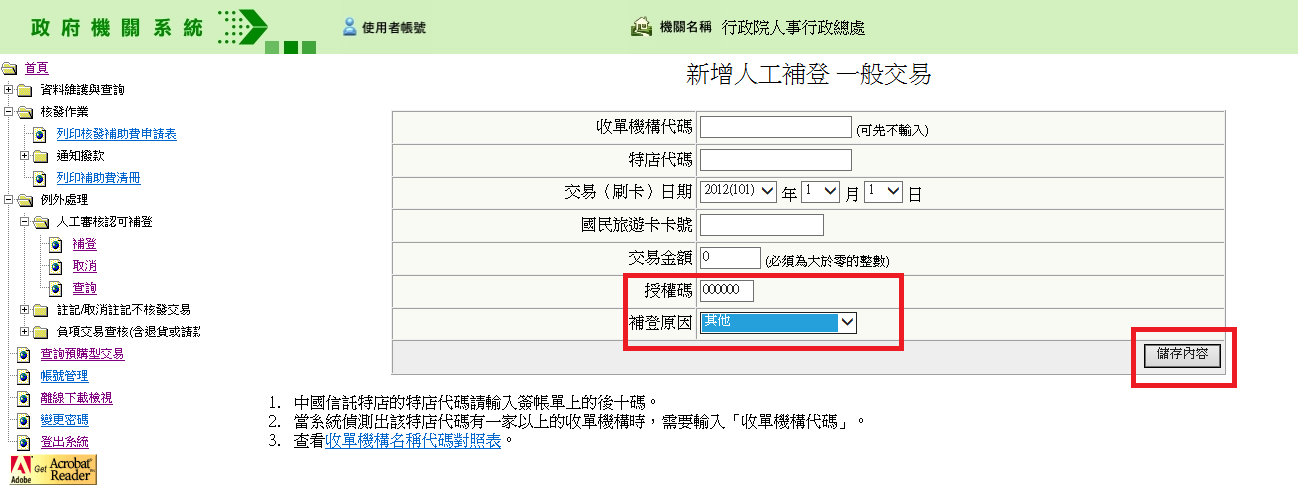 政府機關系統
使用者帳號
機關名稱 行政院人事行政總處
首頁
資料維護與查詢
核發作業
列印核發補助費申請表
通知撥款
列印補助費清冊
例外處理
人工審核認可補登
補登
取消
查詢
註記/取消註記不核發交易
負項交易查核(含退貨或請款
查詢預購型交易
帳號管理
離線下載檢視
變更密碼
登出系統
Get Acrobat Reader
Adobe
新增人工補登 一般交易
收單機構代碼 (可先不輸入)
特店代碼
交易（刷卡）日期 2012(101) 年 1 月 1 日
國民旅遊卡卡號
交易金額 0 (必須為大於零的整數)
授權碼 000000
補登原因 其他
儲存內容
1. 中國信託特店的特店代碼請輸入簽帳單上的後十碼。
2. 當系統偵測出該特店代碼有一家以上的收單機構時，需要輸入「收單機構代碼」。
3. 查看收單機構名稱代碼對照表。